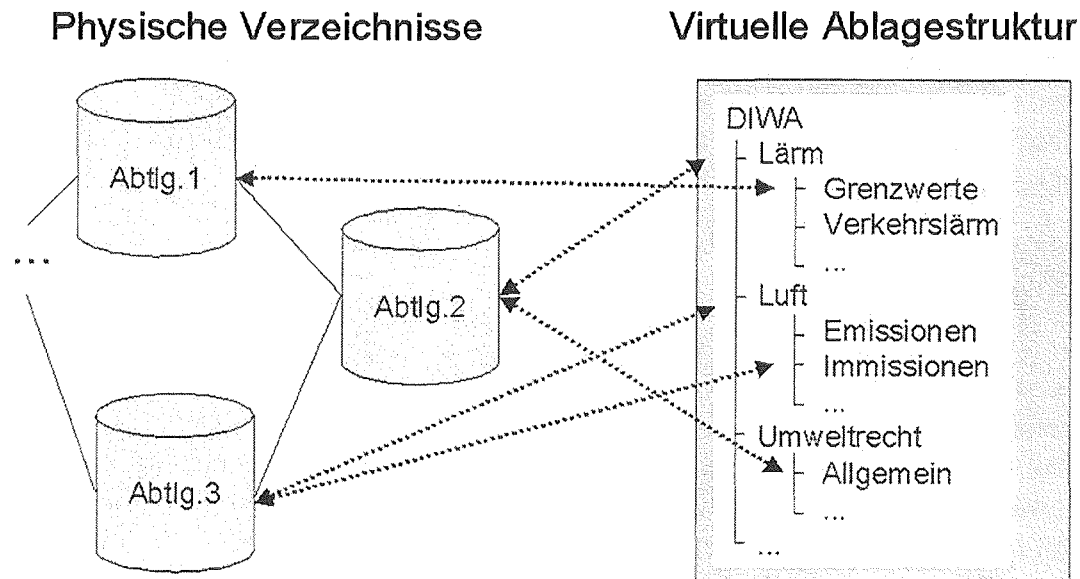 Physische Verzeichnisse
Virtuelle Ablagestruktur
Abtlg.1
...
Abtlg.2
Abtlg.3
DIWA
Lärm
Grenzwerte
Verkehrslärm
...
Luft
Emissionen
Immissionen
...
Umweltrecht
Allgemein
...
...